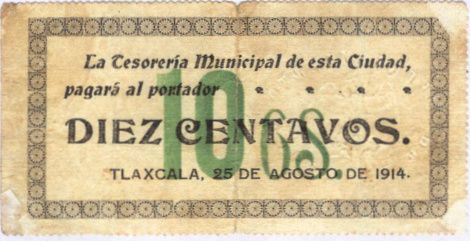 La Tesorería Municipal de esta Ciudad,
pagará al portador
10 cs.
DIEZ CENTAVOS.
TLAXCALA, 25 DE AGOSTO DE 1914.